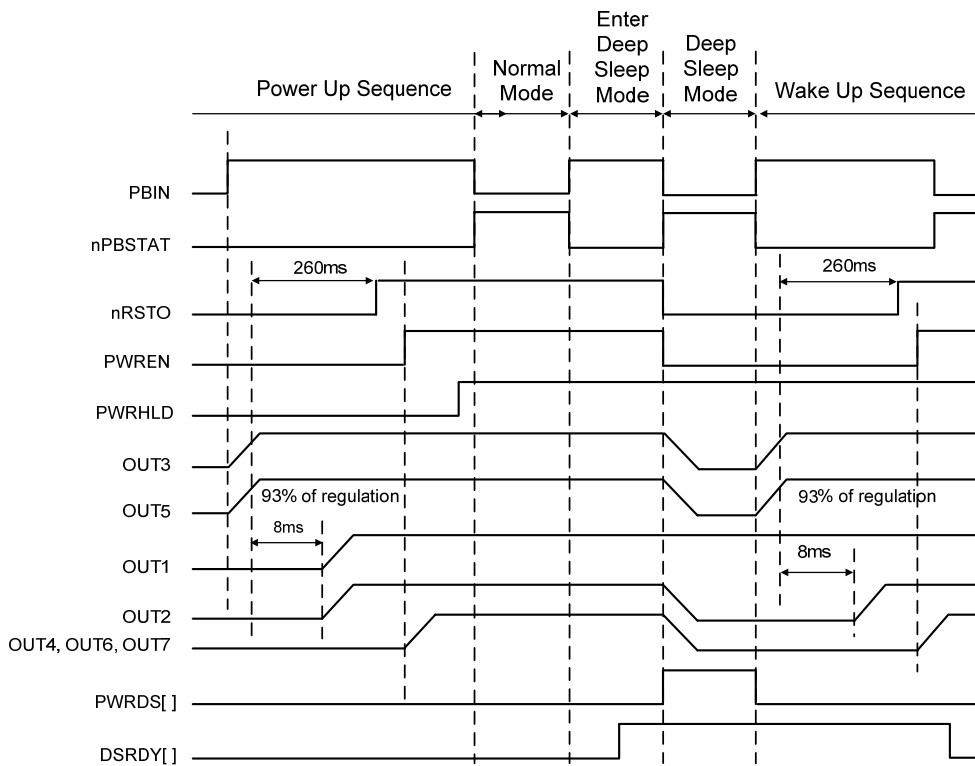 Power Up Sequence
Normal
Mode
Enter
Deep
Sleep
Mode
Deep
Sleep
Mode
Wake Up Sequence
PBIN
nPBSTAT
260ms
260ms
nRSTO
PWREN
PWRHLD
OUT3
93% of regulation
93% of regulation
OUT5
8ms
8ms
OUT1
OUT2
OUT4, OUT6, OUT7
PWRDS[ ]
DSRDY[ ]